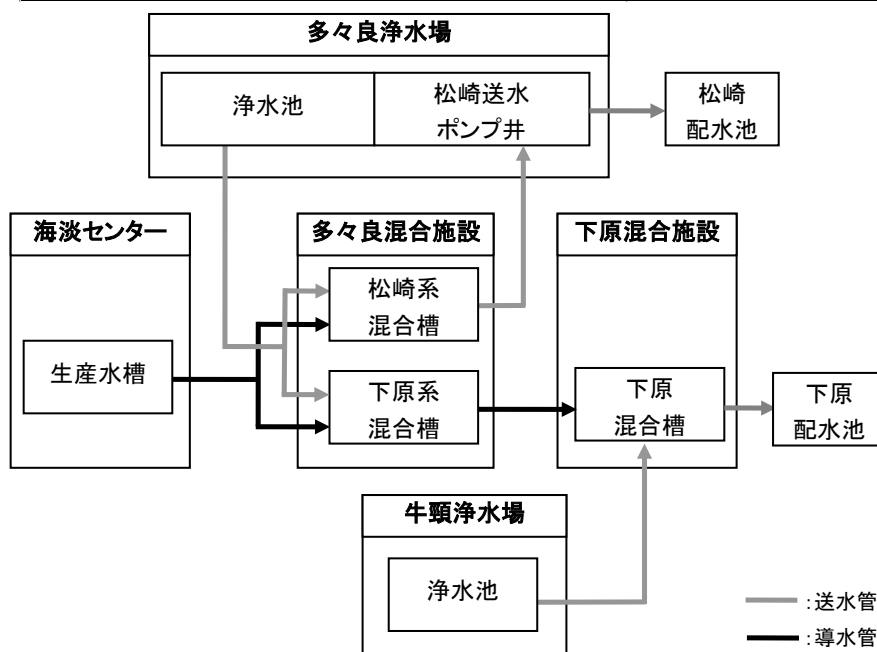 多々良浄水場
浄水池
松崎送水
ポンプ井
松崎
配水池
海淡センター
多々良混合施設
下原混合施設
松崎系
混合槽
生産水槽
下原系
混合槽
下原
混合槽
下原
配水池
牛頸浄水場
浄水池
:送水管
:導水管